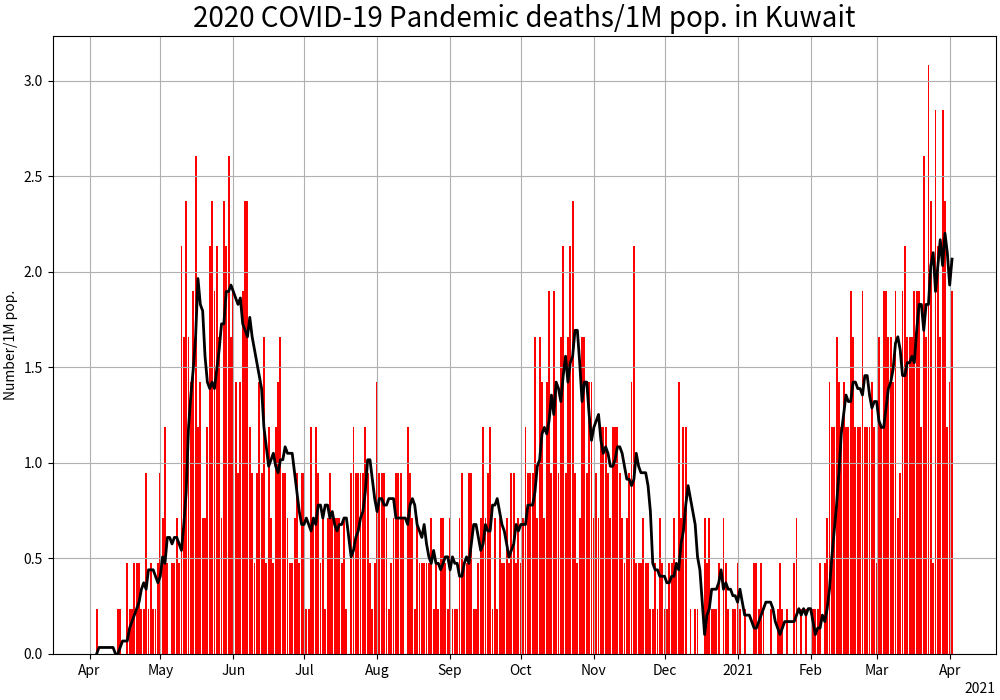 2020 COVID-19 Pandemic deaths/1M pop. in Kuwait
Number/1M pop.
3.0
2.5
2.0
1.5
1.0
0.5
0.0
Apr May Jun Jul Aug Sep Oct Nov Dec 2021 Feb Mar Apr
2021